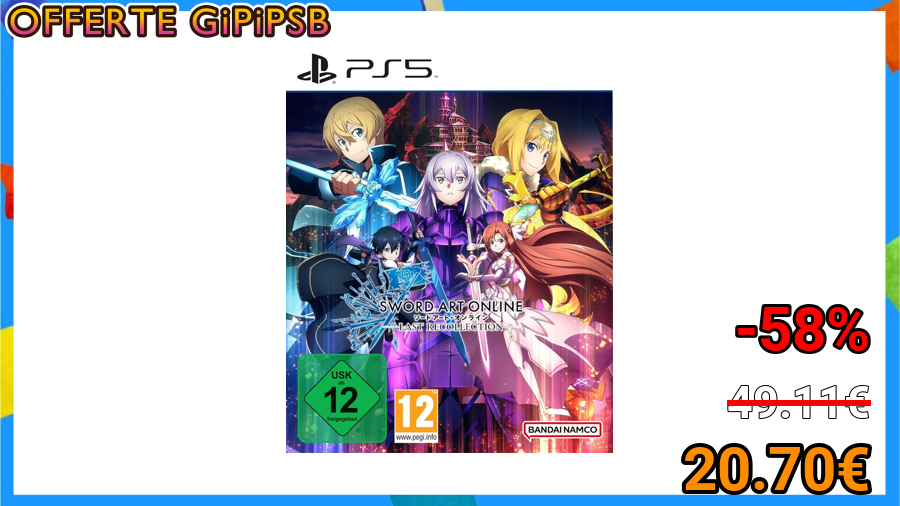 OFFERTE GiPiPSB
PS5
SWORD ART ONLINE
ソードアート・オンライン
LAST RECOLLECTION
USK
ab
12
freigegeben
12
www.pegi.info
BANDAI NAMCO
-58%
49.11€
20.70€